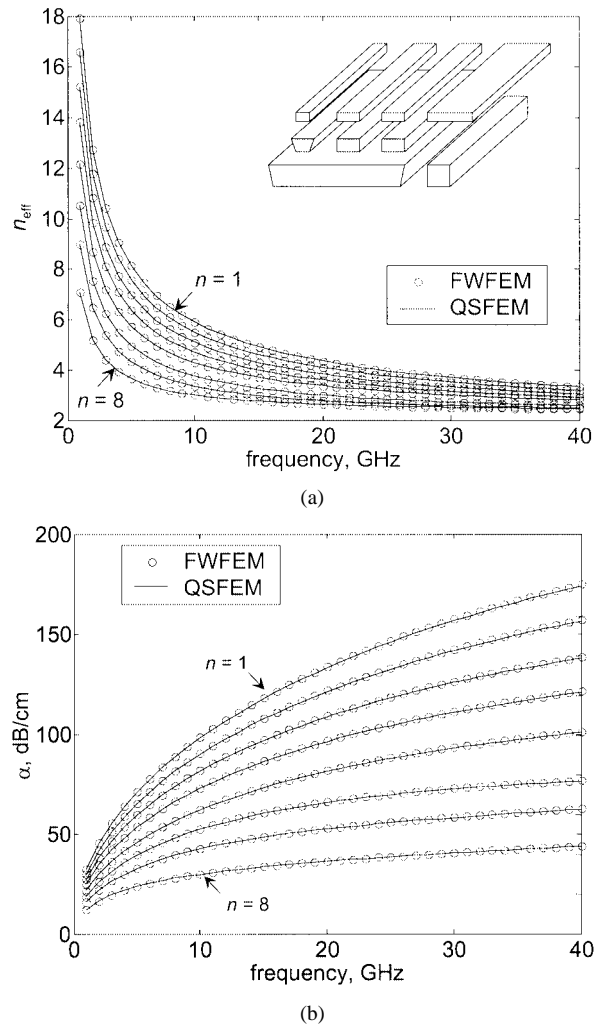 18
16
14
12
10
8
6
4
2
n_eff
n = 1
n = 8
FWFEM
QSFEM
0
10
20
30
40
frequency, GHz
(a)
200
150
100
50
0
α, dB/cm
FWFEM
QSFEM
n = 1
n = 8
0
10
20
30
40
frequency, GHz
(b)